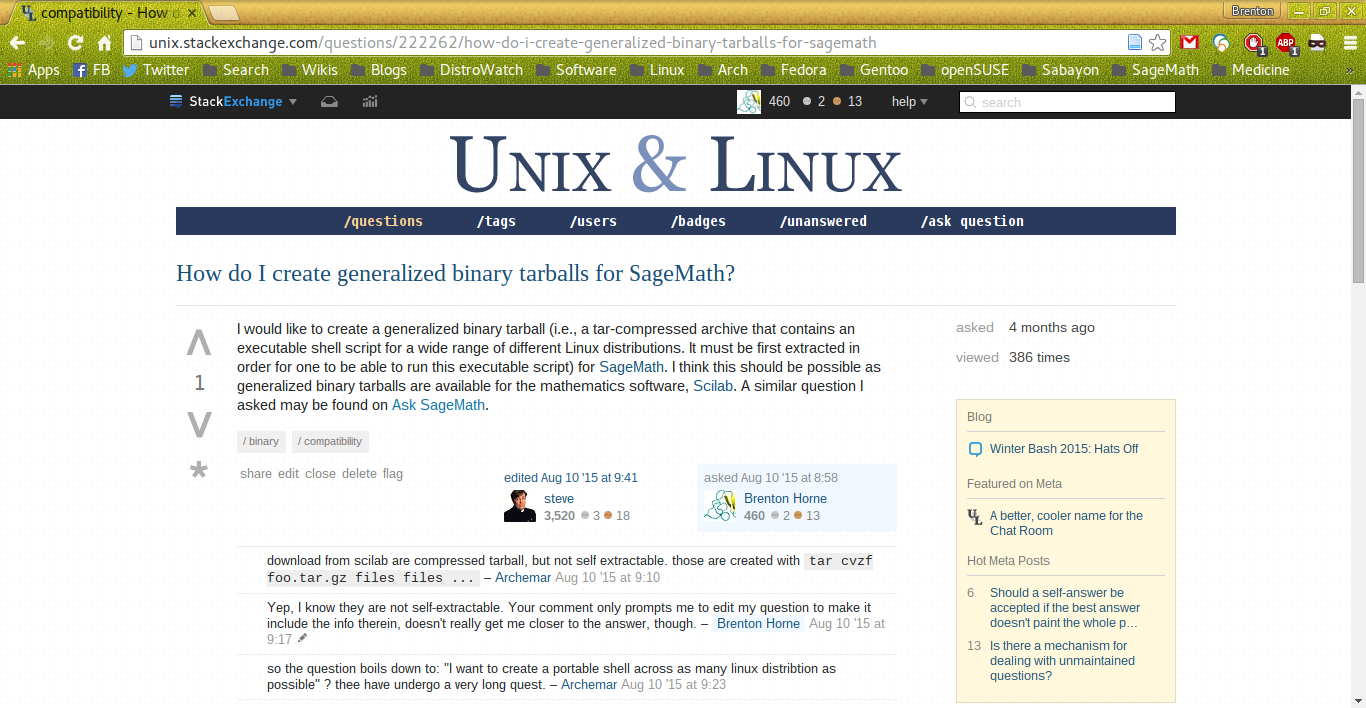 compatibility - How d
Brenton
unix.stackexchange.com/questions/222262/how-do-i-create-generalized-binary-tarballs-for-sagemath
1
ABP
1
Apps FB Twitter Search Wikis Blogs DistroWatch Software Linux Arch Fedora Gentoo openSUSE Sabayon SageMath Medicine »
StackExchange 460 2 13 help search
UNIX & LINUX
/questions /tags /users /badges /unanswered /ask question
How do I create generalized binary tarballs for SageMath?
1
I would like to create a generalized binary tarball (i.e., a tar-compressed archive that contains an
executable shell script for a wide range of different Linux distributions. It must be first extracted in
order for one to be able to run this executable script) for SageMath. I think this should be possible as
generalized binary tarballs are available for the mathematics software, Scilab. A similar question I
asked may be found on Ask SageMath.
/ binary / compatibility
share edit close delete flag
edited Aug 10 '15 at 9:41
steve
3,520 3 18
asked Aug 10 '15 at 8:58
Brenton Horne
460 2 13
download from scilab are compressed tarball, but not self extractable. those are created with tar cvzf
foo.tar.gz files files ... – Archemar Aug 10 '15 at 9:10
Yep, I know they are not self-extractable. Your comment only prompts me to edit my question to make it
include the info therein, doesn't really get me closer to the answer, though. – Brenton Horne Aug 10 '15 at
9:17
so the question boils down to: "I want to create a portable shell across as many linux distribtion as
possible" ? thee have undergo a very long quest. – Archemar Aug 10 '15 at 9:23
asked 4 months ago
viewed 386 times
Blog
Winter Bash 2015: Hats Off
Featured on Meta
UL
A better, cooler name for the
Chat Room
Hot Meta Posts
6 Should a self-answer be
accepted if the best answer
doesn't paint the whole p…
13 Is there a mechanism for
dealing with unmaintained
questions?